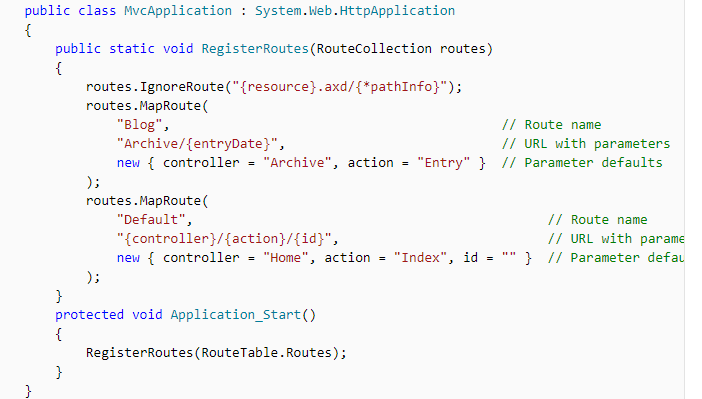 public class MvcApplication : System.Web.HttpApplication
{
    public static void RegisterRoutes(RouteCollection routes)
    {
        routes.IgnoreRoute("{resource}.axd/{*pathInfo}");
        routes.MapRoute(
            "Blog",                                           // Route name
            "Archive/{entryDate}",                            // URL with parameters
            new { controller = "Archive", action = "Entry" }  // Parameter defaults
        );
        routes.MapRoute(
            "Default",                                              // Route name
            "{controller}/{action}/{id}",                           // URL with parame
            new { controller = "Home", action = "Index", id = "" }  // Parameter defau
        );
    }
    protected void Application_Start()
    {
        RegisterRoutes(RouteTable.Routes);
    }
}